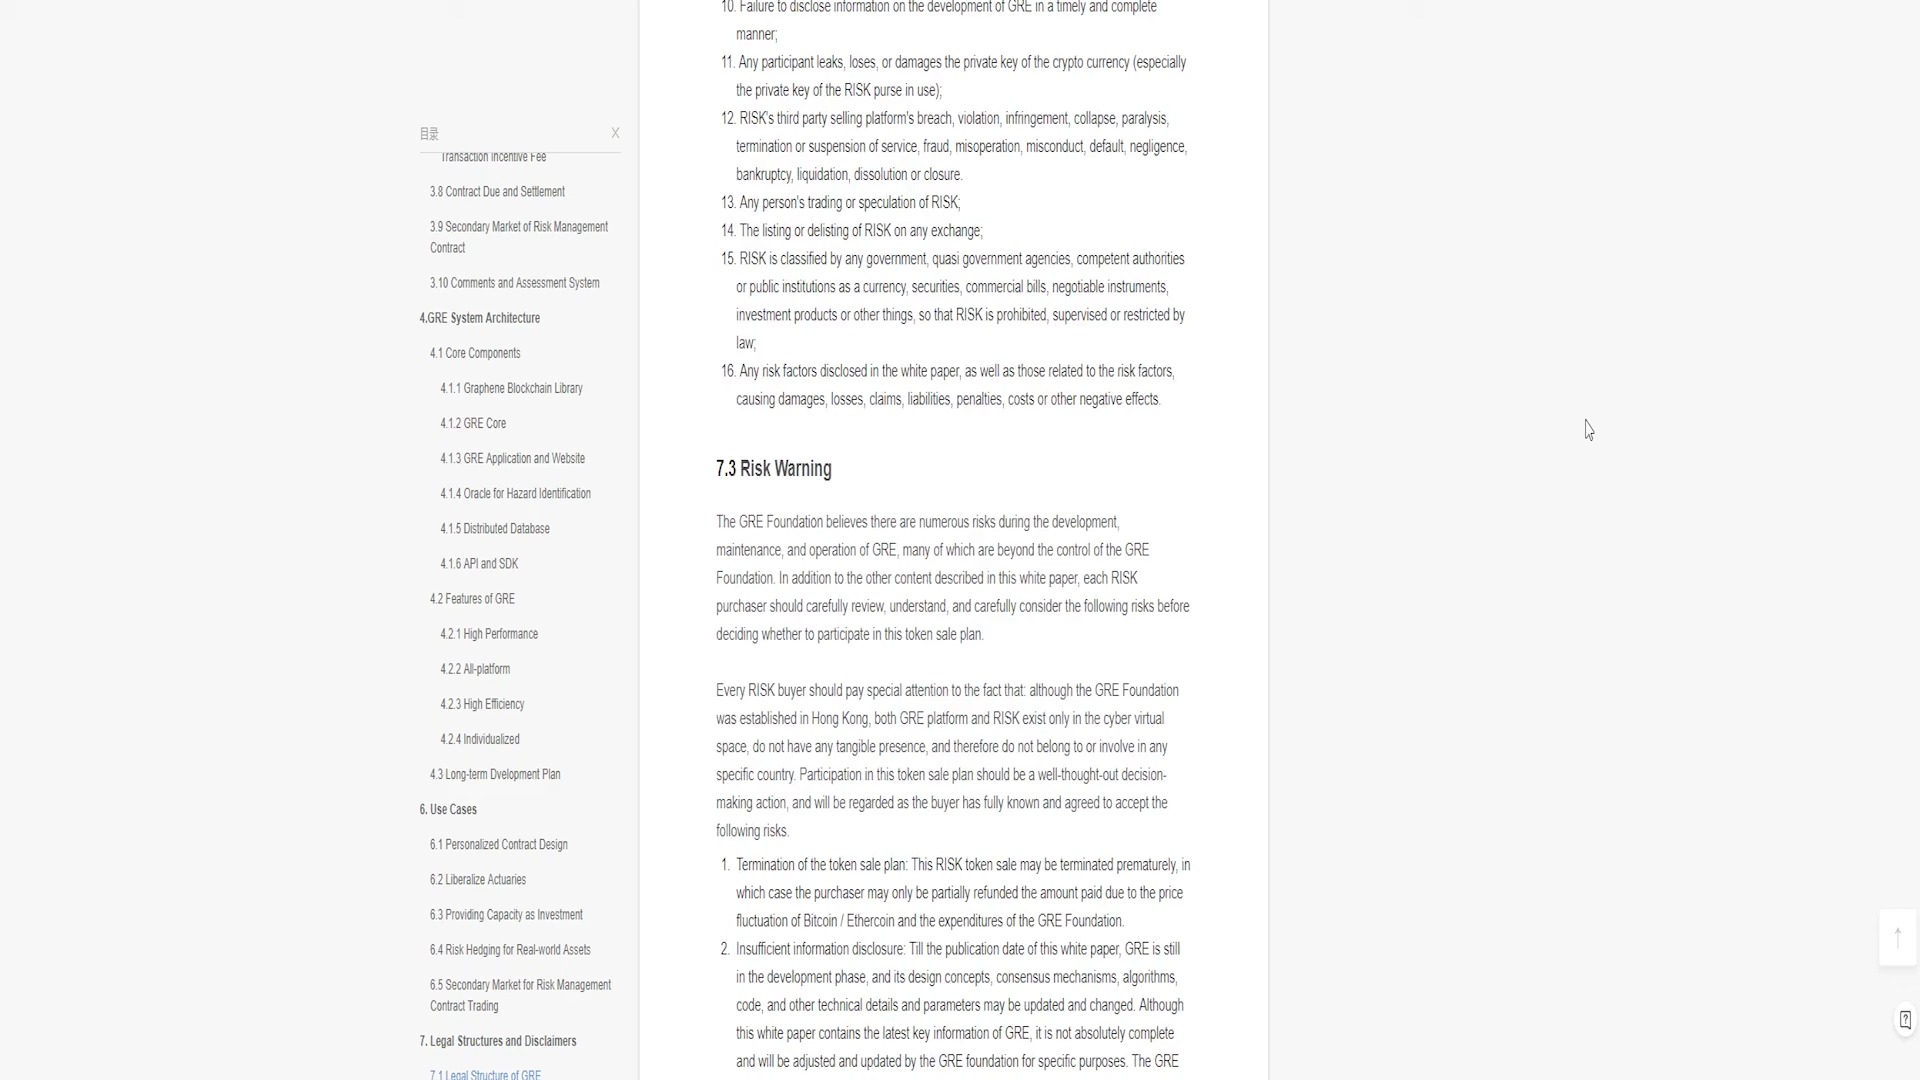 目录
X
Transaction Incentive Fee
3.8 Contract Due and Settlement
3.9 Secondary Market of Risk Management
Contract
3.10 Comments and Assessment System
4.GRE System Architecture
4.1 Core Components
4.1.1 Graphene Blockchain Library
4.1.2 GRE Core
4.1.3 GRE Application and Website
4.1.4 Oracle for Hazard Identification
4.1.5 Distributed Database
4.1.6 API and SDK
4.2 Features of GRE
4.2.1 High Performance
4.2.2 All-platform
4.2.3 High Efficiency
4.2.4 Individualized
4.3 Long-term Dvelopment Plan
6. Use Cases
6.1 Personalized Contract Design
6.2 Liberalize Actuaries
6.3 Providing Capacity as Investment
6.4 Risk Hedging for Real-world Assets
6.5 Secondary Market for Risk Management
Contract Trading
7. Legal Structures and Disclaimers
7.1 Legal Structure of GRE
10. Failure to disclose information on the development of GRE in a timely and complete
manner;
11. Any participant leaks, loses, or damages the private key of the crypto currency (especially
the private key of the RISK purse in use);
12. RISK's third party selling platform's breach, violation, infringement, collapse, paralysis,
termination or suspension of service, fraud, misoperation, misconduct, default, negligence,
bankruptcy, liquidation, dissolution or closure.
13. Any person's trading or speculation of RISK;
14. The listing or delisting of RISK on any exchange;
15. RISK is classified by any government, quasi government agencies, competent authorities
or public institutions as a currency, securities, commercial bills, negotiable instruments,
investment products or other things, so that RISK is prohibited, supervised or restricted by
law;
16. Any risk factors disclosed in the white paper, as well as those related to the risk factors,
causing damages, losses, claims, liabilities, penalties, costs or other negative effects.
7.3 Risk Warning
The GRE Foundation believes there are numerous risks during the development,
maintenance, and operation of GRE, many of which are beyond the control of the GRE
Foundation. In addition to the other content described in this white paper, each RISK
purchaser should carefully review, understand, and carefully consider the following risks before
deciding whether to participate in this token sale plan.
Every RISK buyer should pay special attention to the fact that: although the GRE Foundation
was established in Hong Kong, both GRE platform and RISK exist only in the cyber virtual
space, do not have any tangible presence, and therefore do not belong to or involve in any
specific country. Participation in this token sale plan should be a well-thought-out decision-
making action, and will be regarded as the buyer has fully known and agreed to accept the
following risks.
1. Termination of the token sale plan: This RISK token sale may be terminated prematurely, in
which case the purchaser may only be partially refunded the amount paid due to the price
fluctuation of Bitcoin / Ethercoin and the expenditures of the GRE Foundation.
2. Insufficient information disclosure: Till the publication date of this white paper, GRE is still
in the development phase, and its design concepts, consensus mechanisms, algorithms,
code, and other technical details and parameters may be updated and changed. Although
this white paper contains the latest key information of GRE, it is not absolutely complete
and will be adjusted and updated by the GRE foundation for specific purposes. The GRE